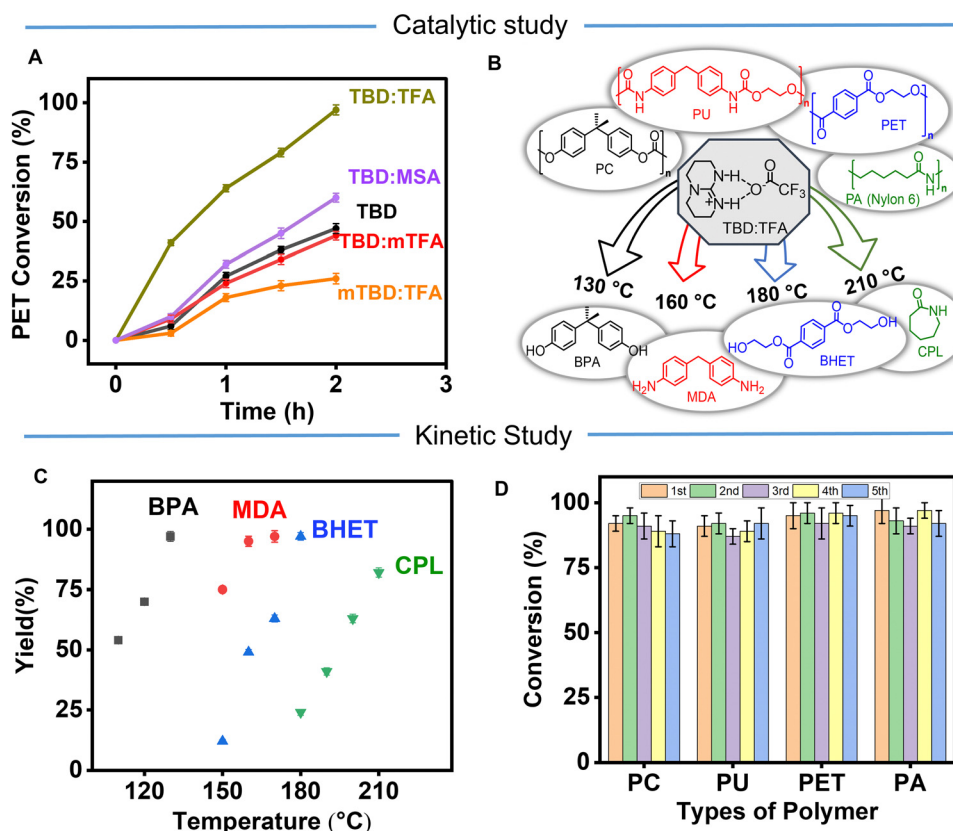 Catalytic study
A
PET Conversion (%)
100
75
50
25
0
TBD:TFA
TBD:MSA
TBD
TBD:mTFA
mTBD:TFA
0
1
2
3
Time (h)
B
PU
PET
PC
PA (Nylon 6)
TBD:TFA
130 °C
160 °C
180 °C
210 °C
BPA
MDA
BHET
CPL
Kinetic Study
C
Yield(%)
100
75
50
25
0
BPA
MDA
BHET
CPL
120
150
180
210
Temperature (°C)
D
Conversion (%)
100
75
50
25
0
1st 2nd 3rd 4th 5th
PC
PU
PET
PA
Types of Polymer